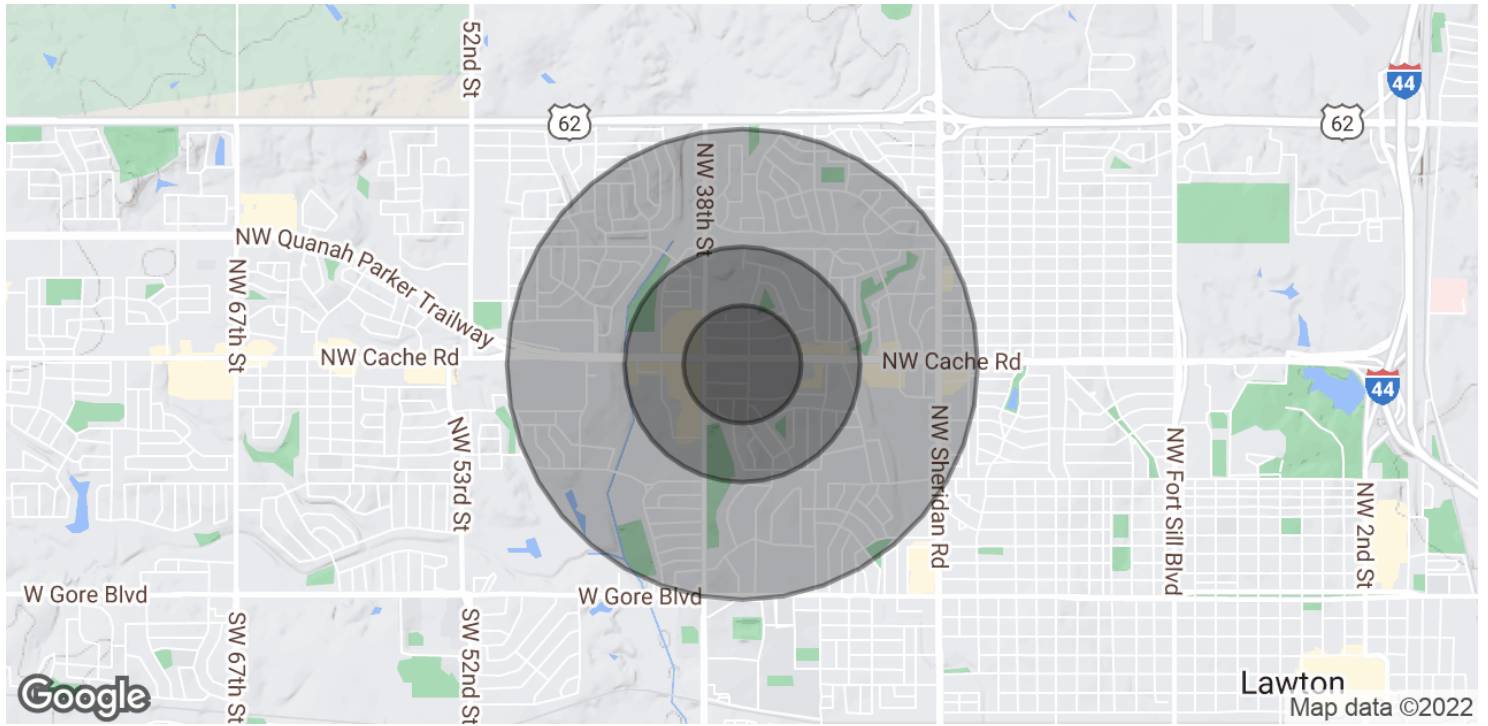 52nd St
44
62
62
NW 38th St
NW Quanah Parker Trailway
NW 67th St
NW Cache Rd
NW Cache Rd
44
NW 53rd St
NW Sheridan Rd
NW Fort Sill Blvd
NW 2nd St
W Gore Blvd
W Gore Blvd
SW 67th St
SW 52nd St
Lawton
Google
Map data ©2022